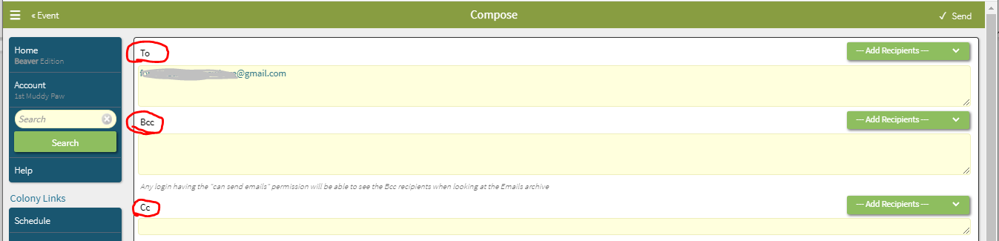 « Event
Compose
✓ Send
Home
Beaver Edition
Account
1st Muddy Paw
Search
Search
Help
Colony Links
Schedule
To
--- Add Recipients ---
@gmail.com
Bcc
--- Add Recipients ---
Any login having the "can send emails" permission will be able to see the Bcc recipients when looking at the Emails archive
Cc
--- Add Recipients ---